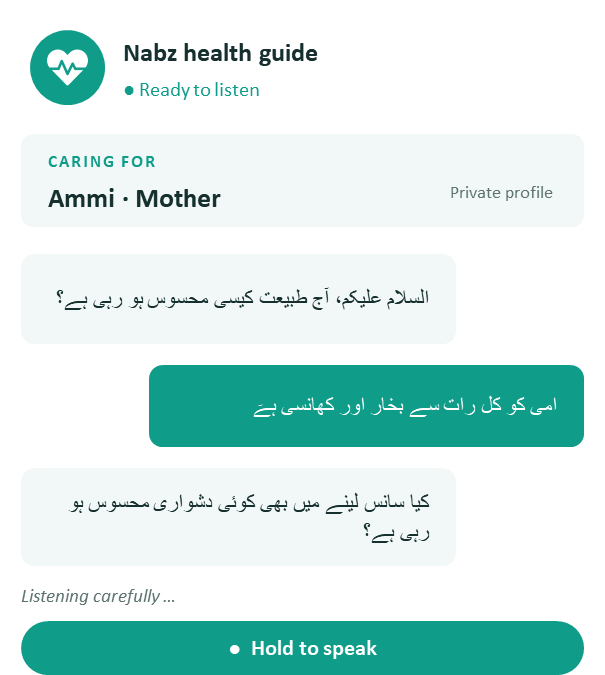 Nabz health guide
● Ready to listen
CARING FOR
Ammi · Mother
Private profile
السلام علیکم، آج طبیعت کیسی محسوس ہو رہی ہے؟
امی کو کل رات سے بخار اور کھانسی ہے۔
کیا سانس لینے میں بھی کوئی دشواری محسوس ہو
رہی ہے؟
Listening carefully ...
● Hold to speak